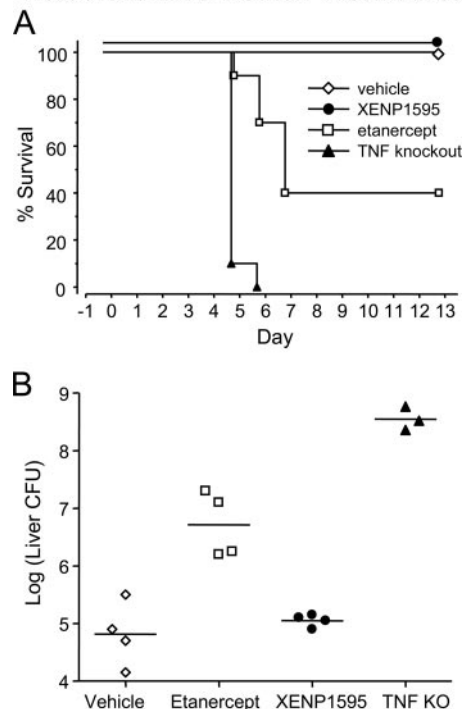 A
% Survival
100
80
60
40
20
0
vehicle
XENP1595
etanercept
TNF knockout
-1 0 1 2 3 4 5 6 7 8 9 10 11 12 13
Day
B
Log (Liver CFU)
9
8
7
6
5
4
Vehicle Etanercept XENP1595 TNF KO